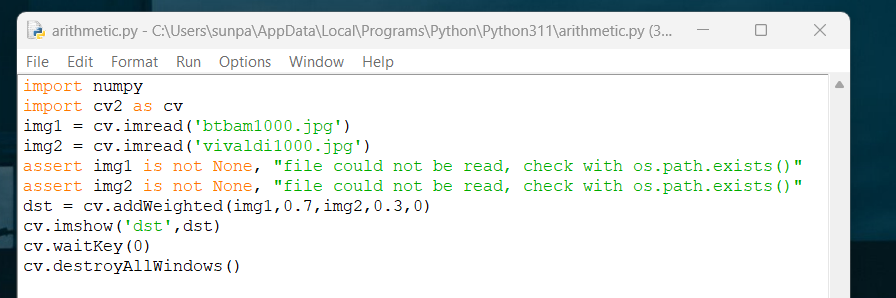 arithmetic.py - C:\Users\sunpa\AppData\Local\Programs\Python\Python311\arithmetic.py (3...
File Edit Format Run Options Window Help
import numpy
import cv2 as cv
img1 = cv.imread('btbam1000.jpg')
img2 = cv.imread('vivaldi1000.jpg')
assert img1 is not None, "file could not be read, check with os.path.exists()"
assert img2 is not None, "file could not be read, check with os.path.exists()"
dst = cv.addWeighted(img1,0.7,img2,0.3,0)
cv.imshow('dst',dst)
cv.waitKey(0)
cv.destroyAllWindows()